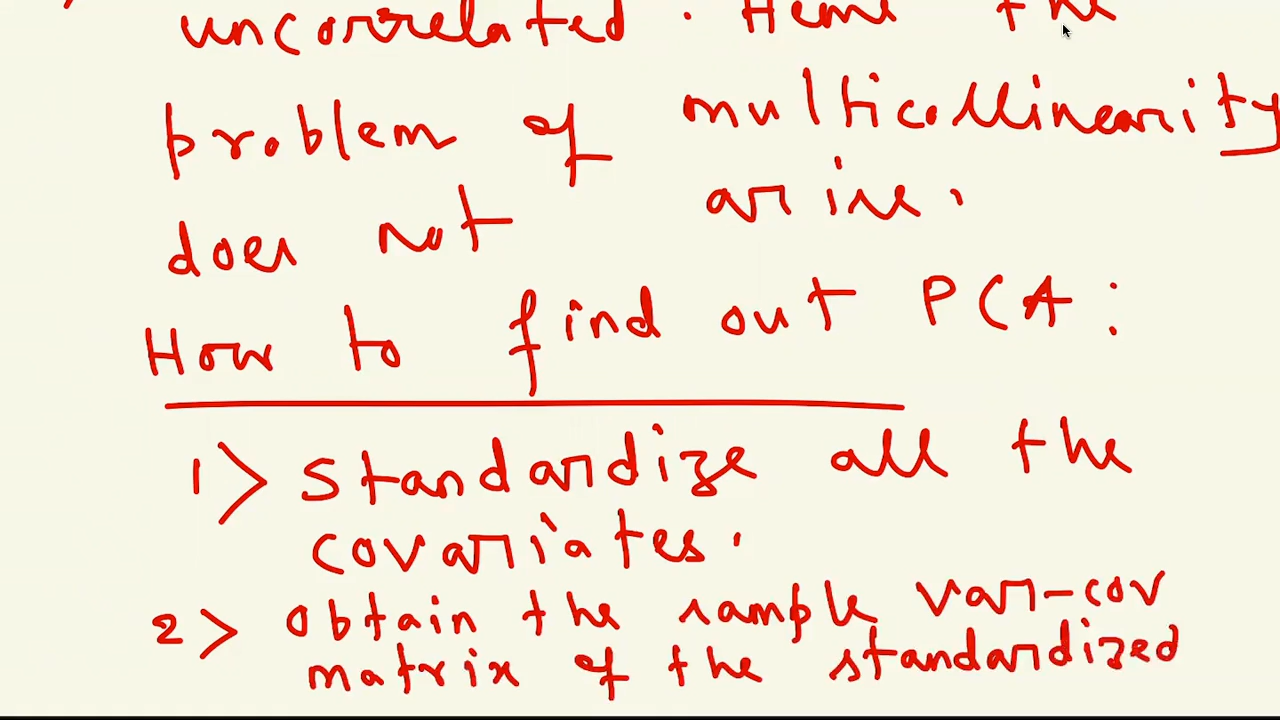 uncorrelated. Hence the
problem of multicollinearity
does not arise.
How to find out PCA:
1> Standardize all the
covariates.
2> Obtain the sample var-cov
matrix of the standardized